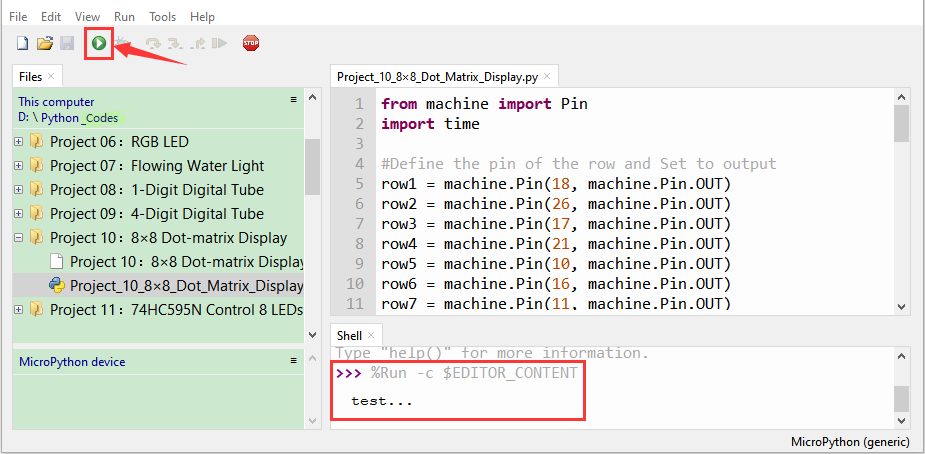 File Edit View Run Tools Help
STOP
Files ×
This computer
D: \ Python _Codes
Project 06：RGB LED
Project 07：Flowing Water Light
Project 08：1-Digit Digital Tube
Project 09：4-Digit Digital Tube
Project 10：8×8 Dot-matrix Display
Project 10：8×8 Dot-matrix Display
Project_10_8×8_Dot_Matrix_Display
Project 11：74HC595N Control 8 LEDs
MicroPython device
Project_10_8×8_Dot_Matrix_Display.py ×
1 from machine import Pin
2 import time
3
4 #Define the pin of the row and Set to output
5 row1 = machine.Pin(18, machine.Pin.OUT)
6 row2 = machine.Pin(26, machine.Pin.OUT)
7 row3 = machine.Pin(17, machine.Pin.OUT)
8 row4 = machine.Pin(21, machine.Pin.OUT)
9 row5 = machine.Pin(10, machine.Pin.OUT)
10 row6 = machine.Pin(16, machine.Pin.OUT)
11 row7 = machine.Pin(11, machine.Pin.OUT)
Shell ×
Type "help()" for more information.
>>> %Run -c $EDITOR_CONTENT
test...
MicroPython (generic)